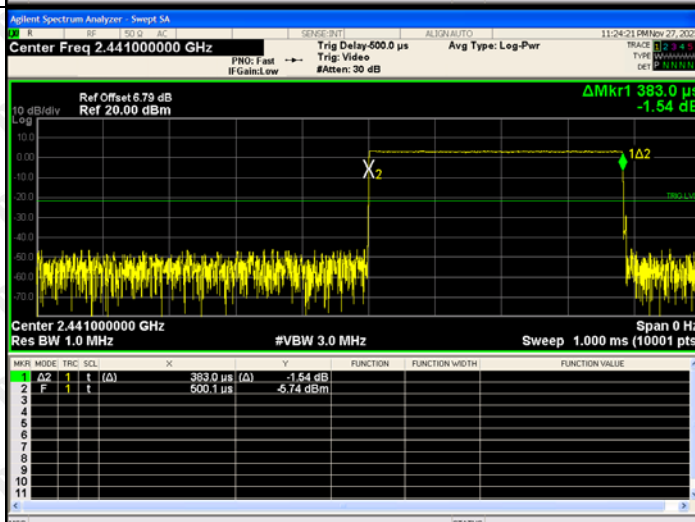 Agilent Spectrum Analyzer - Swept SA
R RF 50 Ω AC SENSE:INT ALIGNAUTO 11:24:21 PM Nov 27, 202
Center Freq 2.441000000 GHz
PNO: Fast
IFGain:Low
Trig Delay-500.0 µs
Trig: Video
#Atten: 30 dB
Avg Type: Log-Pwr
TRACE 1 2 3 4 5
TYPE
DET P N N N N
ΔMkr1 383.0 µs
-1.54 dB
Ref Offset 6.79 dB
10 dB/div Ref 20.00 dBm
Log
10.0
0.00
-10.0
-20.0
-30.0
-40.0
-50.0
-60.0
-70.0
X2
1Δ2
TRIG LVL
Center 2.441000000 GHz Span 0 Hz
Res BW 1.0 MHz #VBW 3.0 MHz Sweep 1.000 ms (10001 pts
MKR MODE TRC SCL X Y FUNCTION FUNCTION WIDTH FUNCTION VALUE
1 Δ2 1 t (Δ) 383.0 µs (Δ) -1.54 dB
2 F 1 t 500.1 µs -5.74 dBm
3
4
5
6
7
8
9
10
11